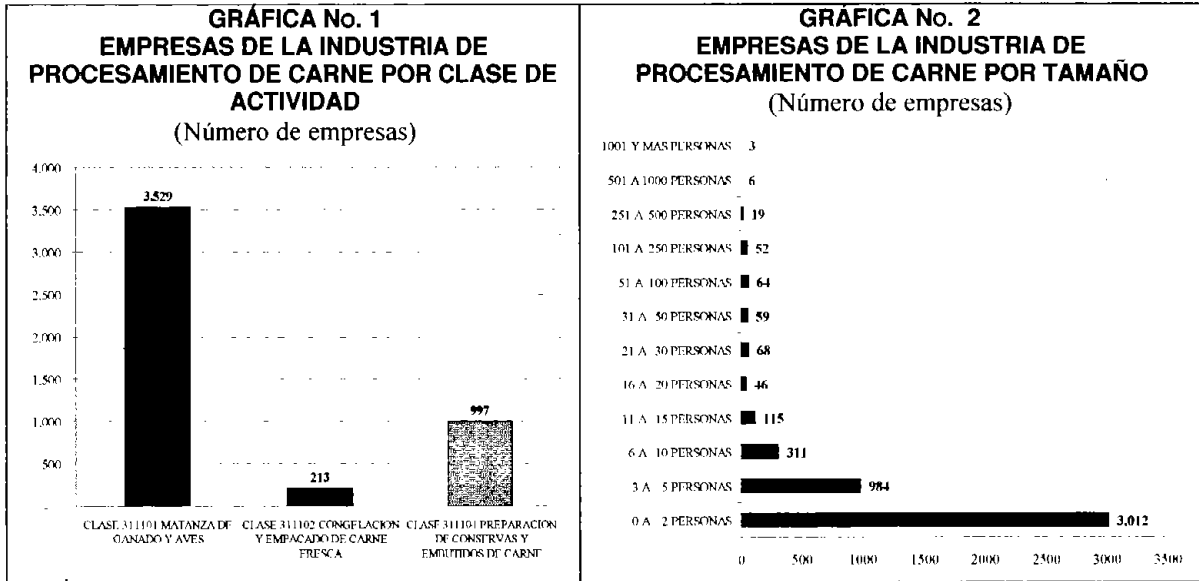 GRÁFICA No. 1
EMPRESAS DE LA INDUSTRIA DE
PROCESAMIENTO DE CARNE POR CLASE DE
ACTIVIDAD
(Número de empresas)
4.000
3.500
3.000
2.500
2.000
1.500
1.000
500
3.529
213
997
CLASE 311101 MATANZA DE
GANADO Y AVES
CLASE 311102 CONGELACION
Y EMPACADO DE CARNE
FRESCA
CLASE 311101 PREPARACION
DE CONSERVAS Y
EMBUTIDOS DE CARNE
GRÁFICA No. 2
EMPRESAS DE LA INDUSTRIA DE
PROCESAMIENTO DE CARNE POR TAMAÑO
(Número de empresas)
1001 Y MAS PERSONAS 3
501 A 1000 PERSONAS 6
251 A 500 PERSONAS 19
101 A 250 PERSONAS 52
51 A 100 PERSONAS 64
31 A 50 PERSONAS 59
21 A 30 PERSONAS 68
16 A 20 PERSONAS 46
11 A 15 PERSONAS 115
6 A 10 PERSONAS 311
3 A 5 PERSONAS 984
0 A 2 PERSONAS 3.012
0 500 1000 1500 2000 2500 3000 3500